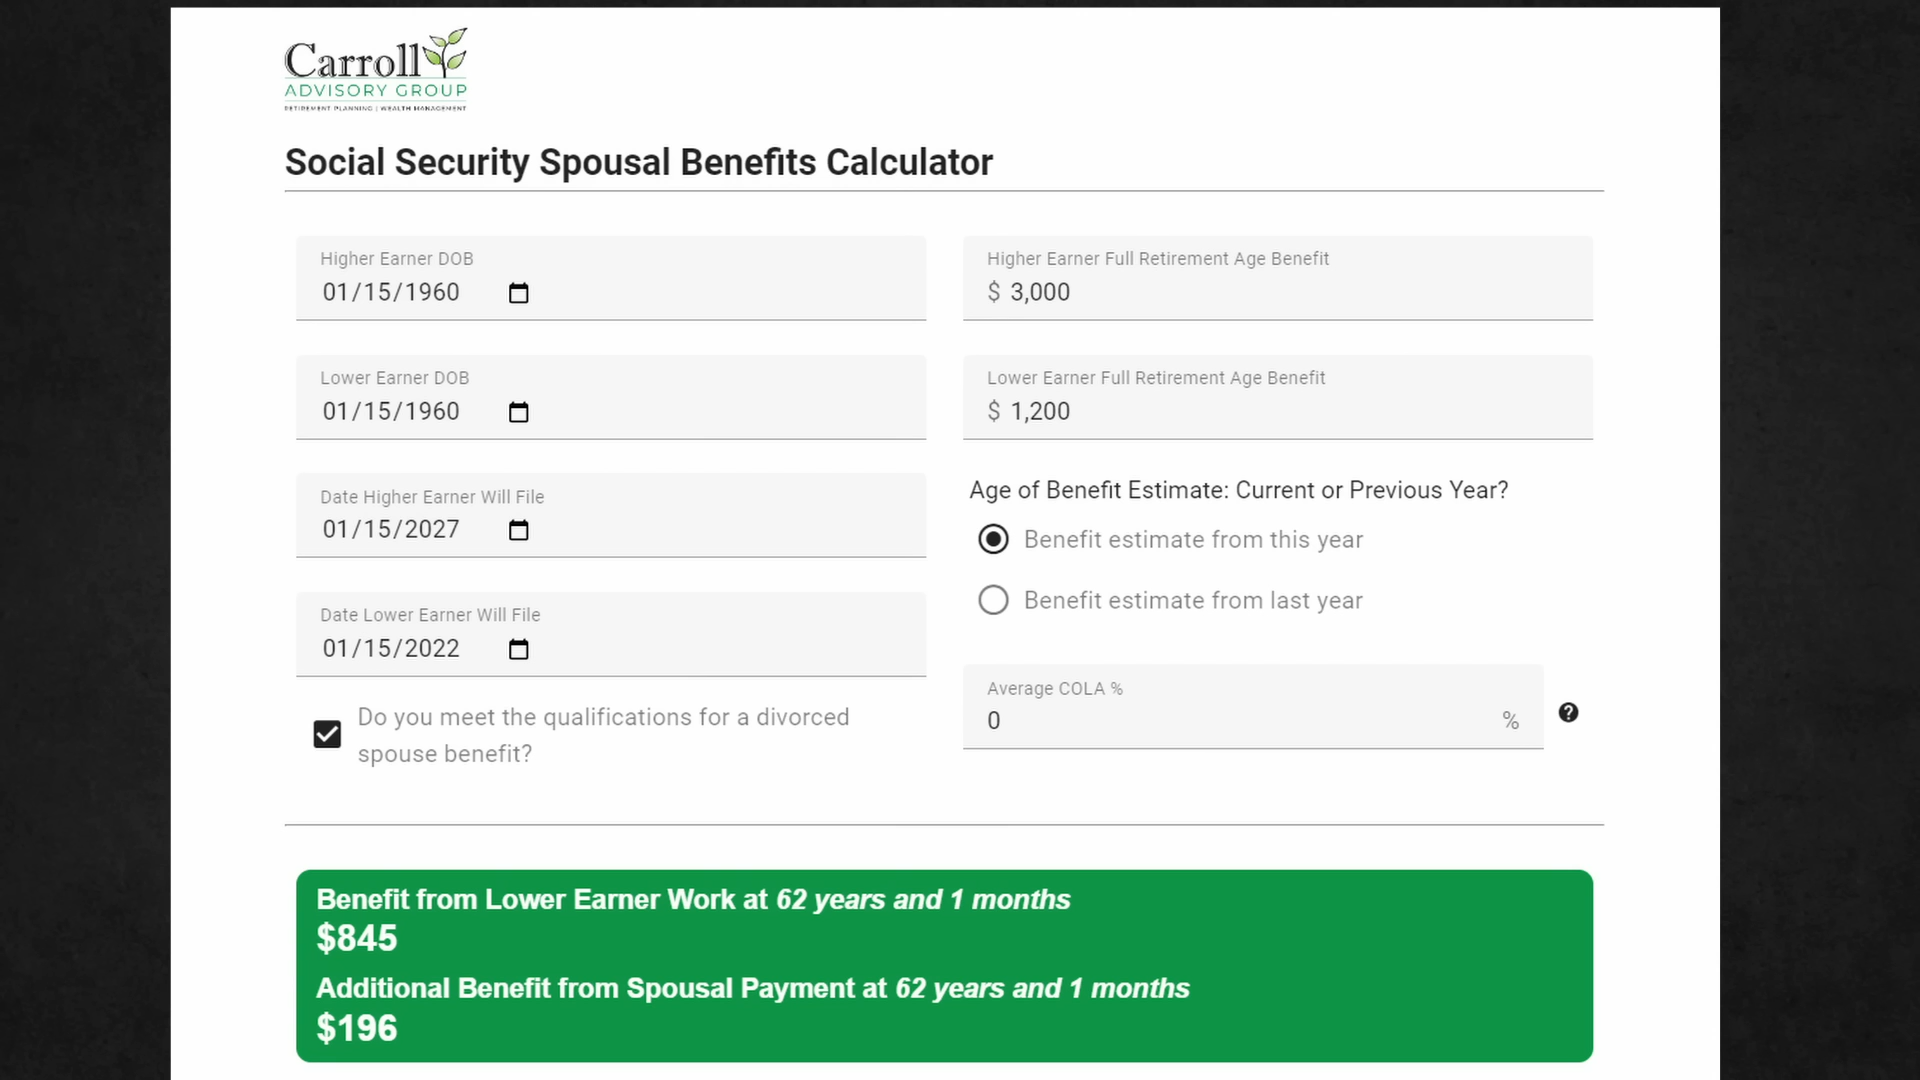 Carroll
ADVISORY GROUP
RETIREMENT PLANNING | WEALTH MANAGEMENT
Social Security Spousal Benefits Calculator
Higher Earner DOB
01/15/1960
Higher Earner Full Retirement Age Benefit
$ 3,000
Lower Earner DOB
01/15/1960
Lower Earner Full Retirement Age Benefit
$ 1,200
Date Higher Earner Will File
01/15/2027
Age of Benefit Estimate: Current or Previous Year?
Benefit estimate from this year
Benefit estimate from last year
Date Lower Earner Will File
01/15/2022
Average COLA %
0 %
Do you meet the qualifications for a divorced
spouse benefit?
Benefit from Lower Earner Work at 62 years and 1 months
$845
Additional Benefit from Spousal Payment at 62 years and 1 months
$196